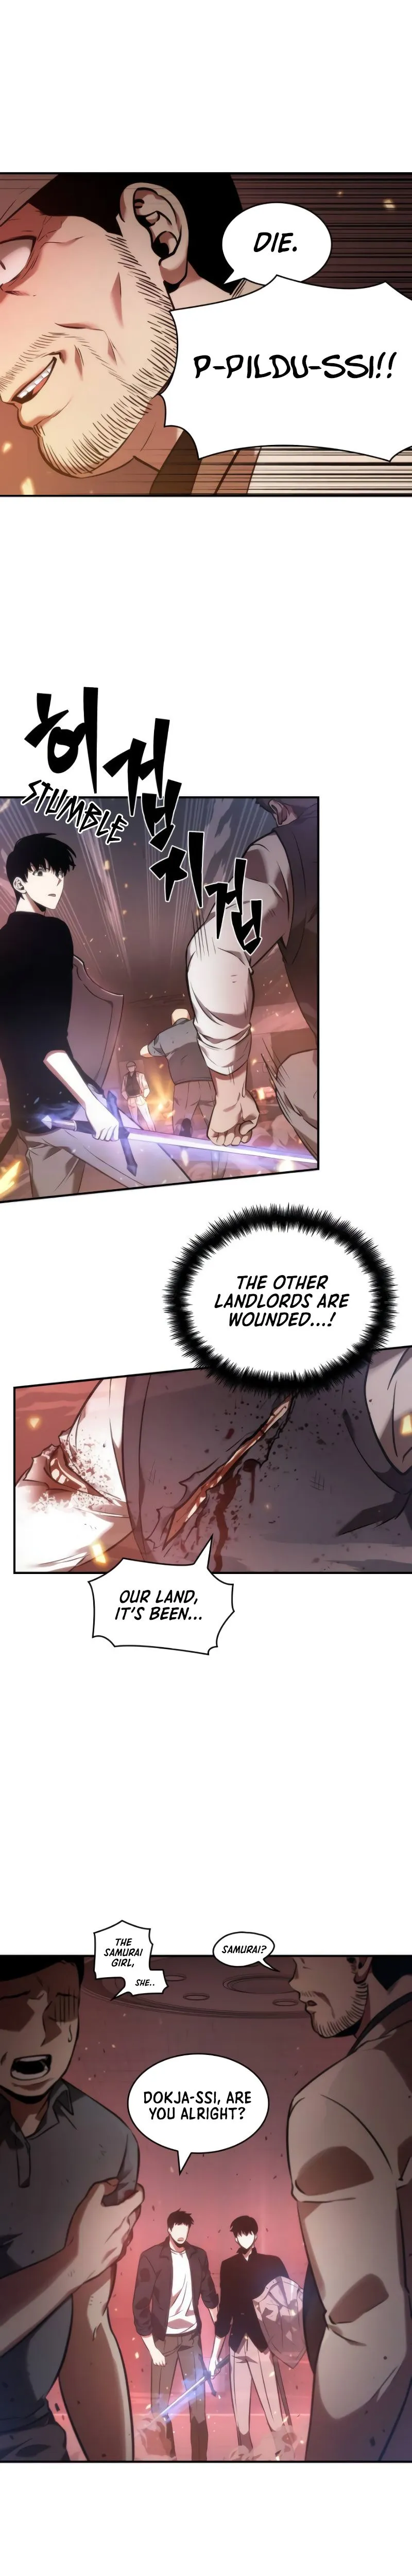 DIE.
P-PILDU-SSI!!
허겁
STUMBLE
지겁
THE OTHER
LANDLORDS ARE
WOUNDED...!
OUR LAND,
IT'S BEEN...
THE
SAMURAI
GIRL,
SHE..
SAMURAI?
DOKJA-SSI, ARE
YOU ALRIGHT?